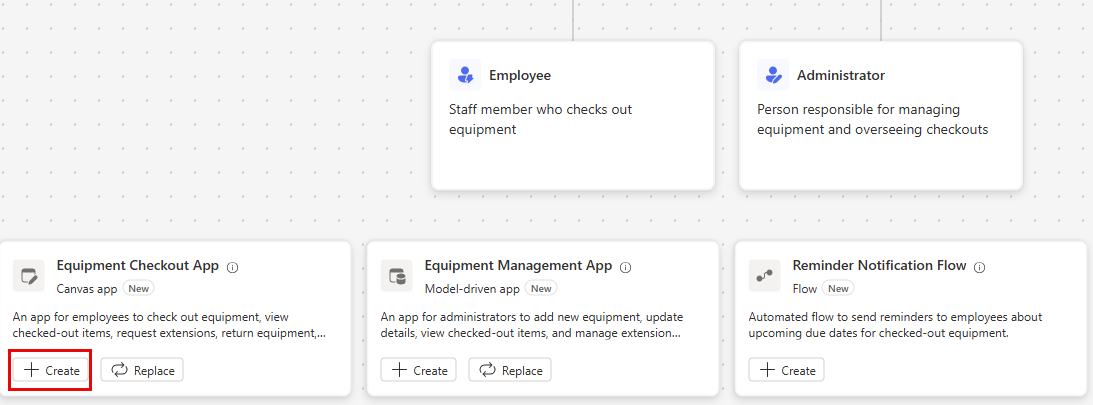 Employee
Staff member who checks out
equipment
Administrator
Person responsible for managing
equipment and overseeing checkouts
Equipment Checkout App
Canvas app New
An app for employees to check out equipment, view
checked-out items, request extensions, return equipment,...
Create Replace
Equipment Management App
Model-driven app New
An app for administrators to add new equipment, update
details, view checked-out items, and manage extension...
Create Replace
Reminder Notification Flow
Flow New
Automated flow to send reminders to employees about
upcoming due dates for checked-out equipment.
Create